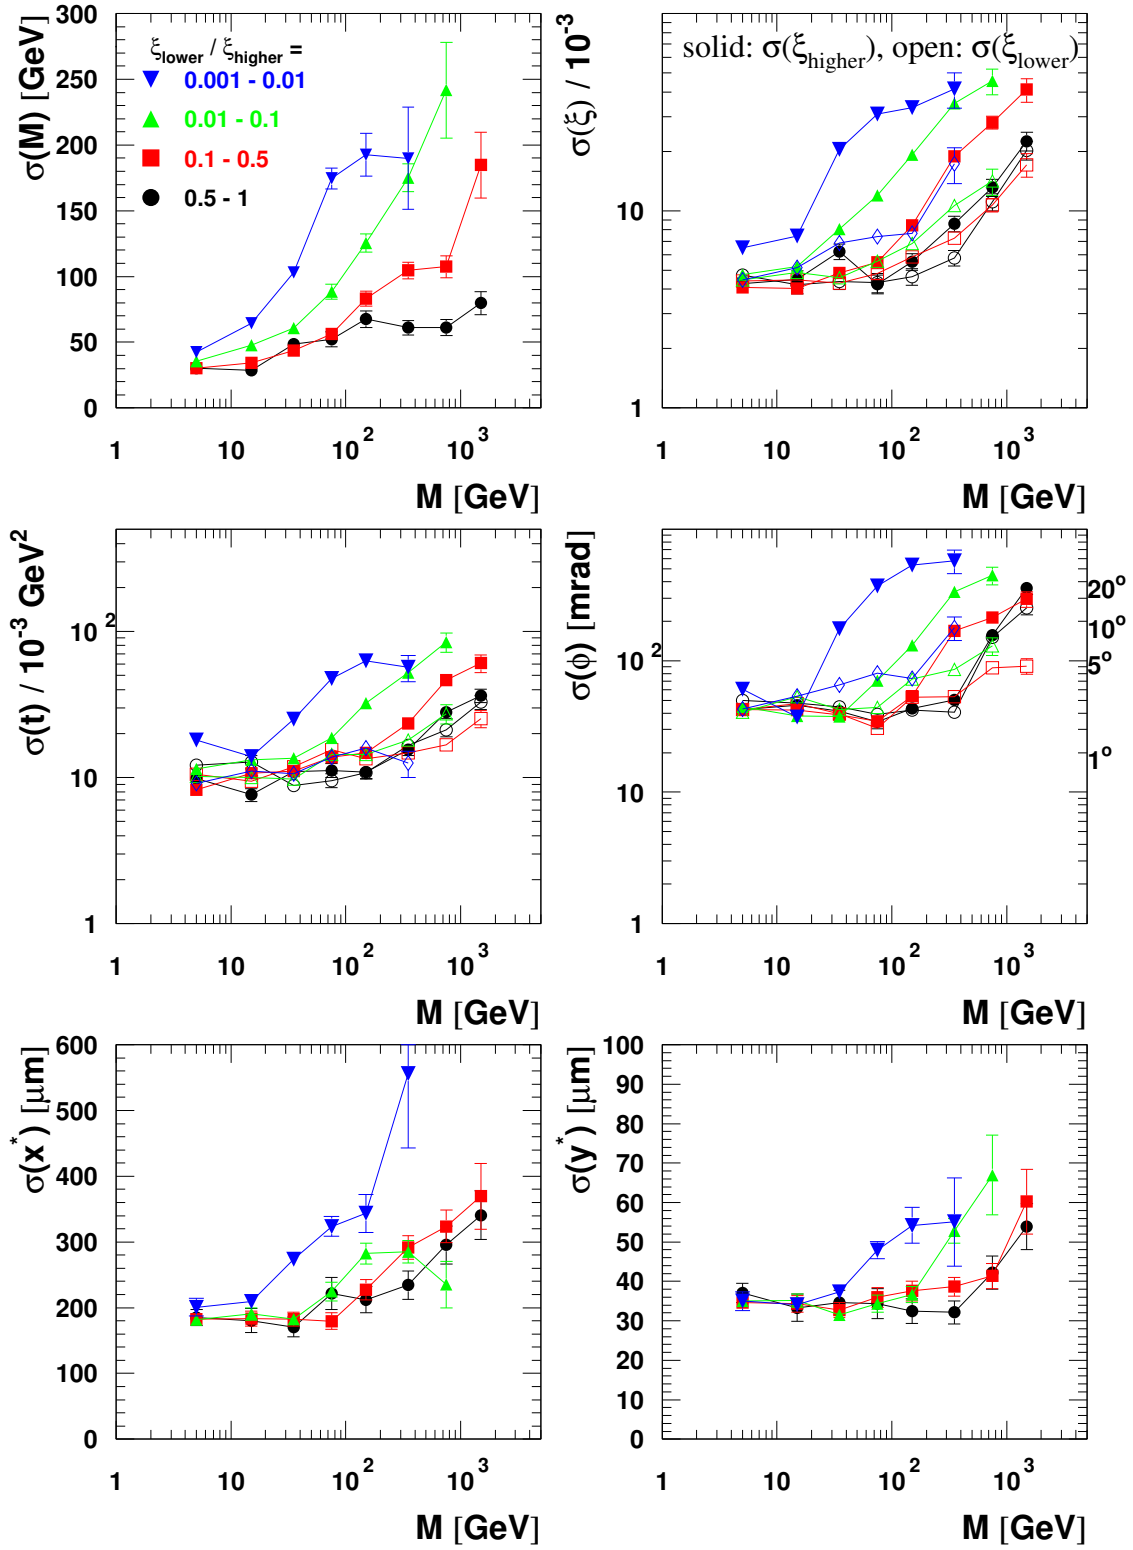 σ(M) [GeV]
300
250
200
150
100
50
0
ξlower / ξhigher =
0.001 - 0.01
0.01 - 0.1
0.1 - 0.5
0.5 - 1
1 10 10² 10³
M [GeV]
σ(ξ) / 10⁻³
solid: σ(ξhigher), open: σ(ξlower)
10
1
1 10 10² 10³
M [GeV]
σ(t) / 10⁻³ GeV²
10²
10
1
1 10 10² 10³
M [GeV]
σ(ϕ) [mrad]
10²
10
1
20º
10º
5º
1º
1 10 10² 10³
M [GeV]
σ(x*) [μm]
600
500
400
300
200
100
0
1 10 10² 10³
M [GeV]
σ(y*) [μm]
100
90
80
70
60
50
40
30
20
10
0
1 10 10² 10³
M [GeV]